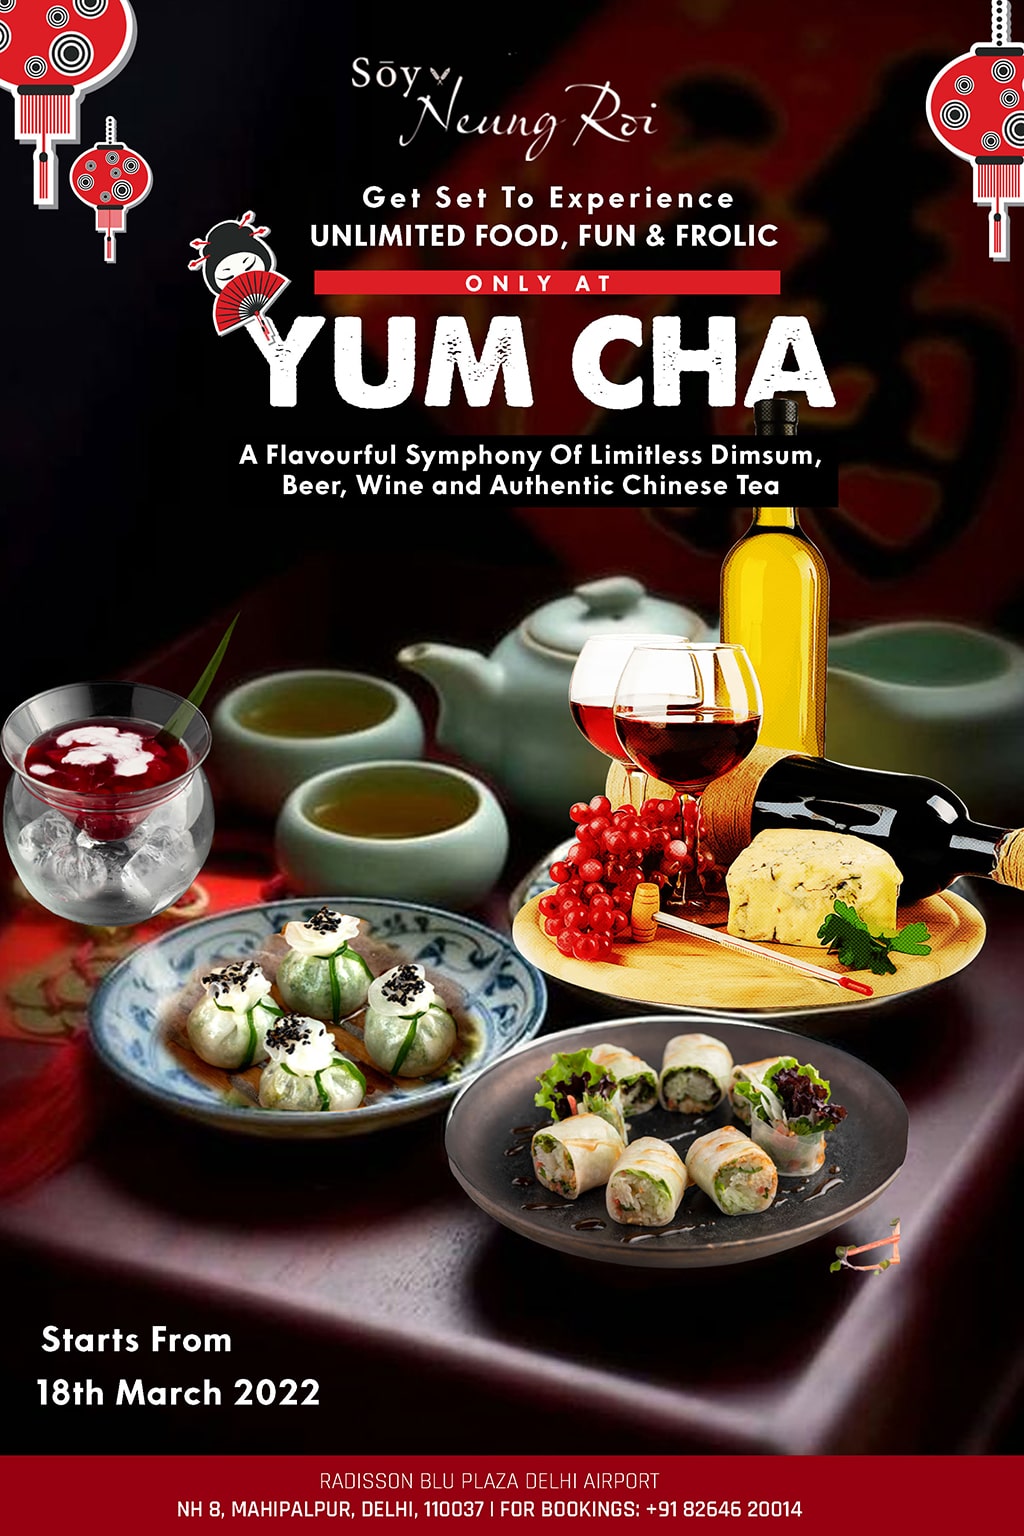 Sōy
Neung Roi
Get Set To Experience
UNLIMITED FOOD, FUN & FROLIC
ONLY AT
YUM CHA
A Flavourful Symphony Of Limitless Dimsum,
Beer, Wine and Authentic Chinese Tea
Starts From
18th March 2022
RADISSON BLU PLAZA DELHI AIRPORT
NH 8, MAHIPALPUR, DELHI, 110037 | FOR BOOKINGS: +91 82646 20014